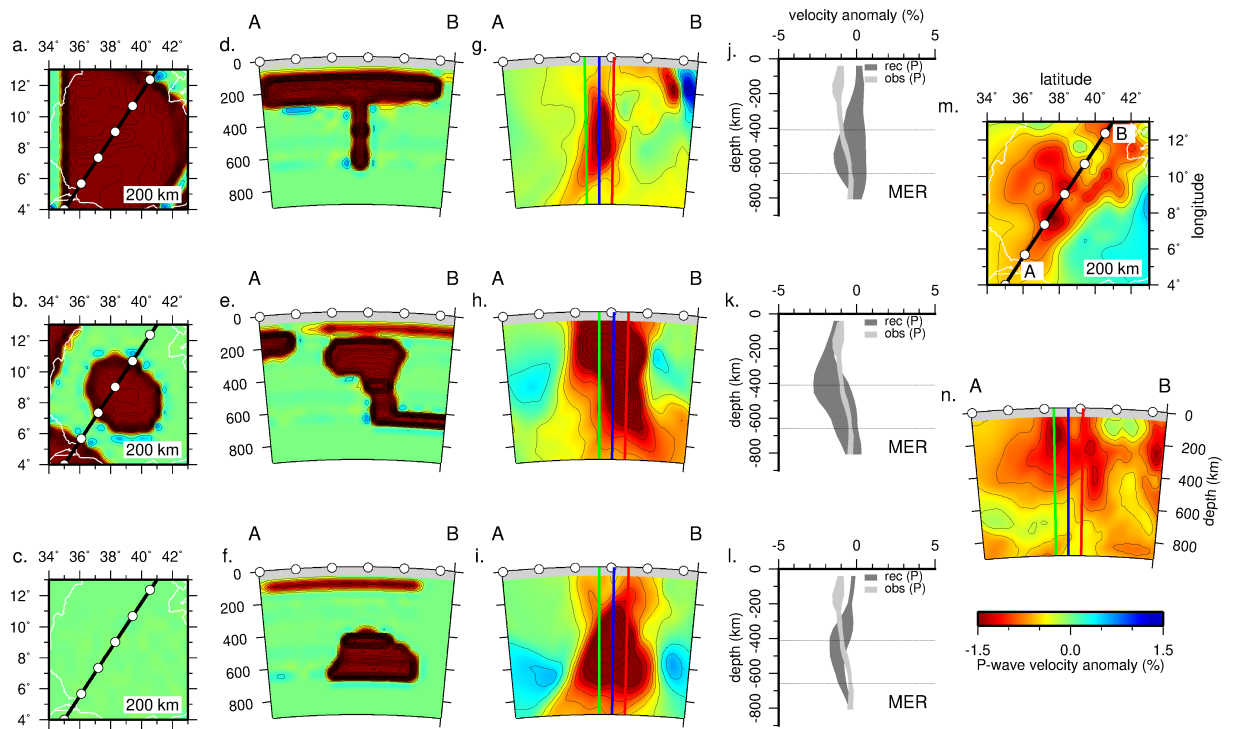 A B A B velocity anomaly (%)
a. 34° 36° 38° 40° 42° d. g. j. -5 0 5
12° 10° 8° 6° 4° 200 km
0 200 400 600 800
rec (P)
obs (P)
depth (km)
0 -200 -400 -600 -800
MER
m. latitude
34° 36° 38° 40° 42°
12° 10° 8° 6° 4°
longitude
A B
200 km
A B A B
b. e. h. k. -5 0 5
12° 10° 8° 6° 4° 200 km
0 200 400 600 800
rec (P)
obs (P)
depth (km)
0 -200 -400 -600 -800
MER
34° 36° 38° 40° 42°
n. A B
0 200 400 600 800
depth (km)
A B A B
c. 34° 36° 38° 40° 42° f. i. l. -5 0 5
12° 10° 8° 6° 4° 200 km
0 200 400 600 800
rec (P)
obs (P)
depth (km)
0 -200 -400 -600 -800
MER
-1.5 0.0 1.5
P-wave velocity anomaly (%)